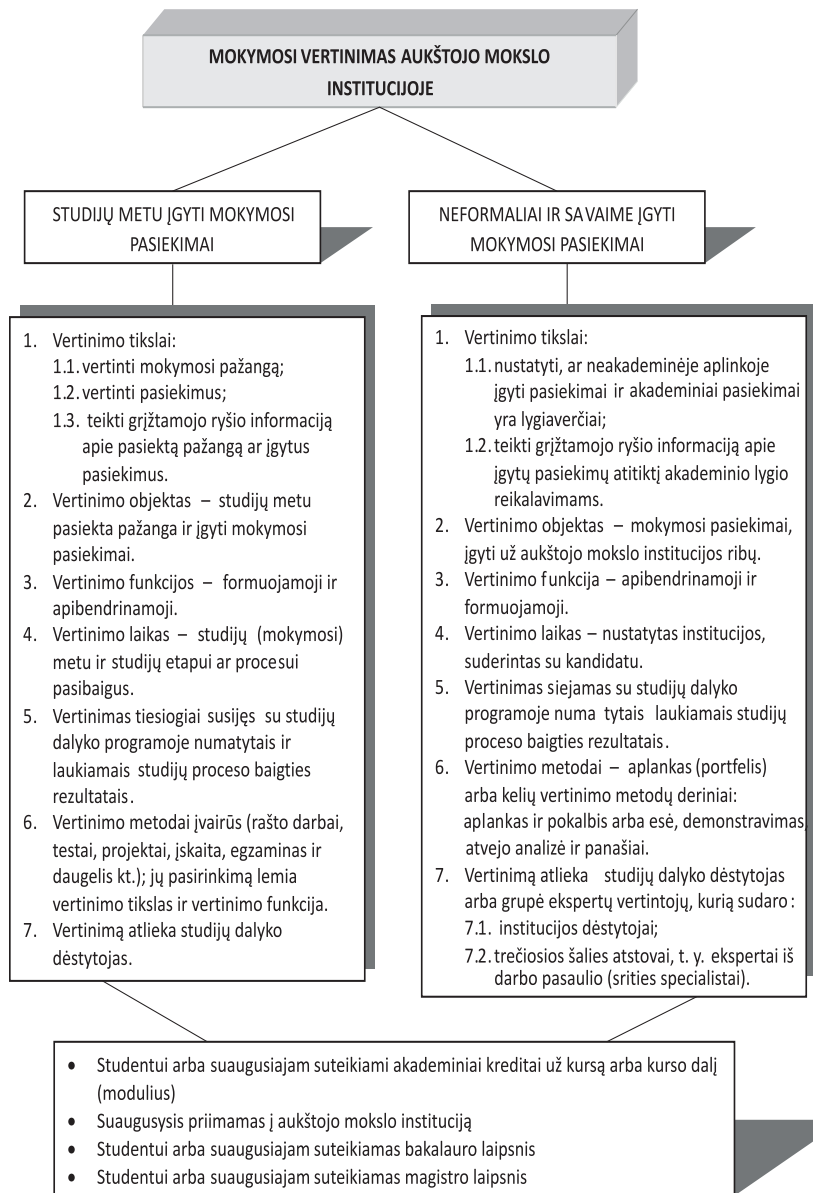 MOKYMOSI VERTINIMAS AUKŠTOJO MOKSLO
INSTITUCIJOJE
STUDIJŲ METU ĮGYTI MOKYMOSI
PASIEKIMAI
NEFORMALIAI IR SAVAIME ĮGYTI
MOKYMOSI PASIEKIMAI
1. Vertinimo tikslai:
1.1. vertinti mokymosi pažangą;
1.2. vertinti pasiekimus;
1.3. teikti grįžtamojo ryšio informaciją
apie pasiektą pažangą ar įgytus
pasiekimus.
2. Vertinimo objektas – studijų metu
pasiekta pažanga ir įgyti mokymosi
pasiekimai.
3. Vertinimo funkcijos – formuojamoji ir
apibendrinamoji.
4. Vertinimo laikas – studijų (mokymosi)
metu ir studijų etapui ar procesui
pasibaigus.
5. Vertinimas tiesiogiai susijęs su studijų
dalyko programoje numatytais ir
laukiamais studijų proceso baigties
rezultatais.
6. Vertinimo metodai įvairūs (rašto darbai,
testai, projektai, įskaita, egzaminas ir
daugelis kt.); jų pasirinkimą lemia
vertinimo tikslas ir vertinimo funkcija.
7. Vertinimą atlieka studijų dalyko
dėstytojas.
1. Vertinimo tikslai:
1.1. nustatyti, ar neakademinėje aplinkoje
įgyti pasiekimai ir akademiniai pasiekimai
yra lygiaverčiai;
1.2. teikti grįžtamojo ryšio informaciją apie
įgytų pasiekimų atitiktį akademinio lygio
reikalavimams.
2. Vertinimo objektas – mokymosi pasiekimai,
įgyti už aukštojo mokslo institucijos ribų.
3. Vertinimo funkcija – apibendrinamoji ir
formuojamoji.
4. Vertinimo laikas – nustatytas institucijos,
suderintas su kandidatu.
5. Vertinimas siejamas su studijų dalyko
programoje numa tytais laukiamais studijų
proceso baigties rezultatais.
6. Vertinimo metodai – aplankas (portfelis)
arba kelių vertinimo metodų deriniai:
aplankas ir pokalbis arba esė, demonstravimas,
atvejo analizė ir panašiai.
7. Vertinimą atlieka studijų dalyko dėstytojas
arba grupė ekspertų vertintojų, kurią sudaro:
7.1. institucijos dėstytojai;
7.2. trečiosios šalies atstovai, t. y. ekspertai iš
darbo pasaulio (srities specialistai).
• Studentui arba suaugusiajam suteikiami akademiniai kreditai už kursą arba kurso dalį
(modulius)
• Suaugusysis priimamas į aukštojo mokslo instituciją
• Studentui arba suaugusiajam suteikiamas bakalauro laipsnis
• Studentui arba suaugusiajam suteikiamas magistro laipsnis